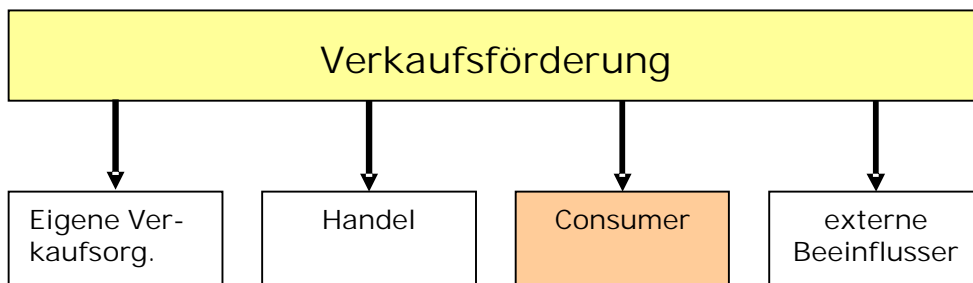 Verkaufsförderung
Eigene Ver-
kaufsorg.
Handel
Consumer
externe
Beeinflusser